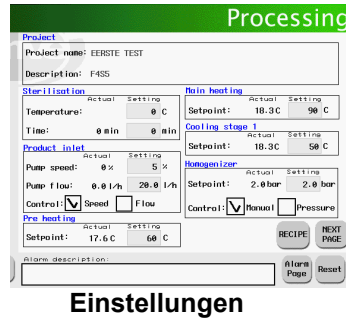 Processing
Project
Project name: EERSTE TEST
Description: F4S5
Sterilisation
Actual Setting
Temperature: 0 C
Time: 0 min 0 min
Product inlet
Actual Setting
Pump speed: 0 % 5 %
Pump flow: 0.0 l/h 20.0 l/h
Control: Speed Flow
Pre heating
Actual Setting
Setpoint: 17.6 C 60 C
Main heating
Actual Setting
Setpoint: 18.3C 90 C
Cooling stage 1
Actual Setting
Setpoint: 18.3C 50 C
Homogenizer
Actual Setting
Setpoint: 2.0 bar 2.0 bar
Control: Manual Pressure
RECIPE
NEXT PAGE
Alarm description:
Alarm Page
Reset
Einstellungen